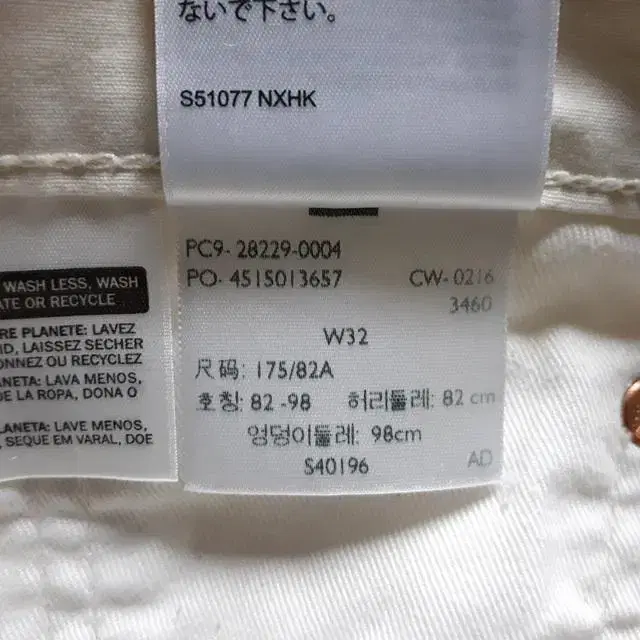 ないで下さい。
S51077 NXHK
PC9- 28229-0004
PO- 4515013657 CW- 0216
3460
W32
尺码: 175/82A
호칭: 82 -98 허리둘레: 82 cm
엉덩이둘레: 98cm
S40196 AD
WASH LESS, WASH
ATE OR RECYCLE
RE PLANETE: LAVEZ
ID, LAISSEZ SECHER
ONNEZ OU RECYCLEZ
ANETA: LAVA MENOS,
DE LA ROPA, DONA O
ANETA: LAVE MENOS,
, SEQUE EM VARAL, DOE